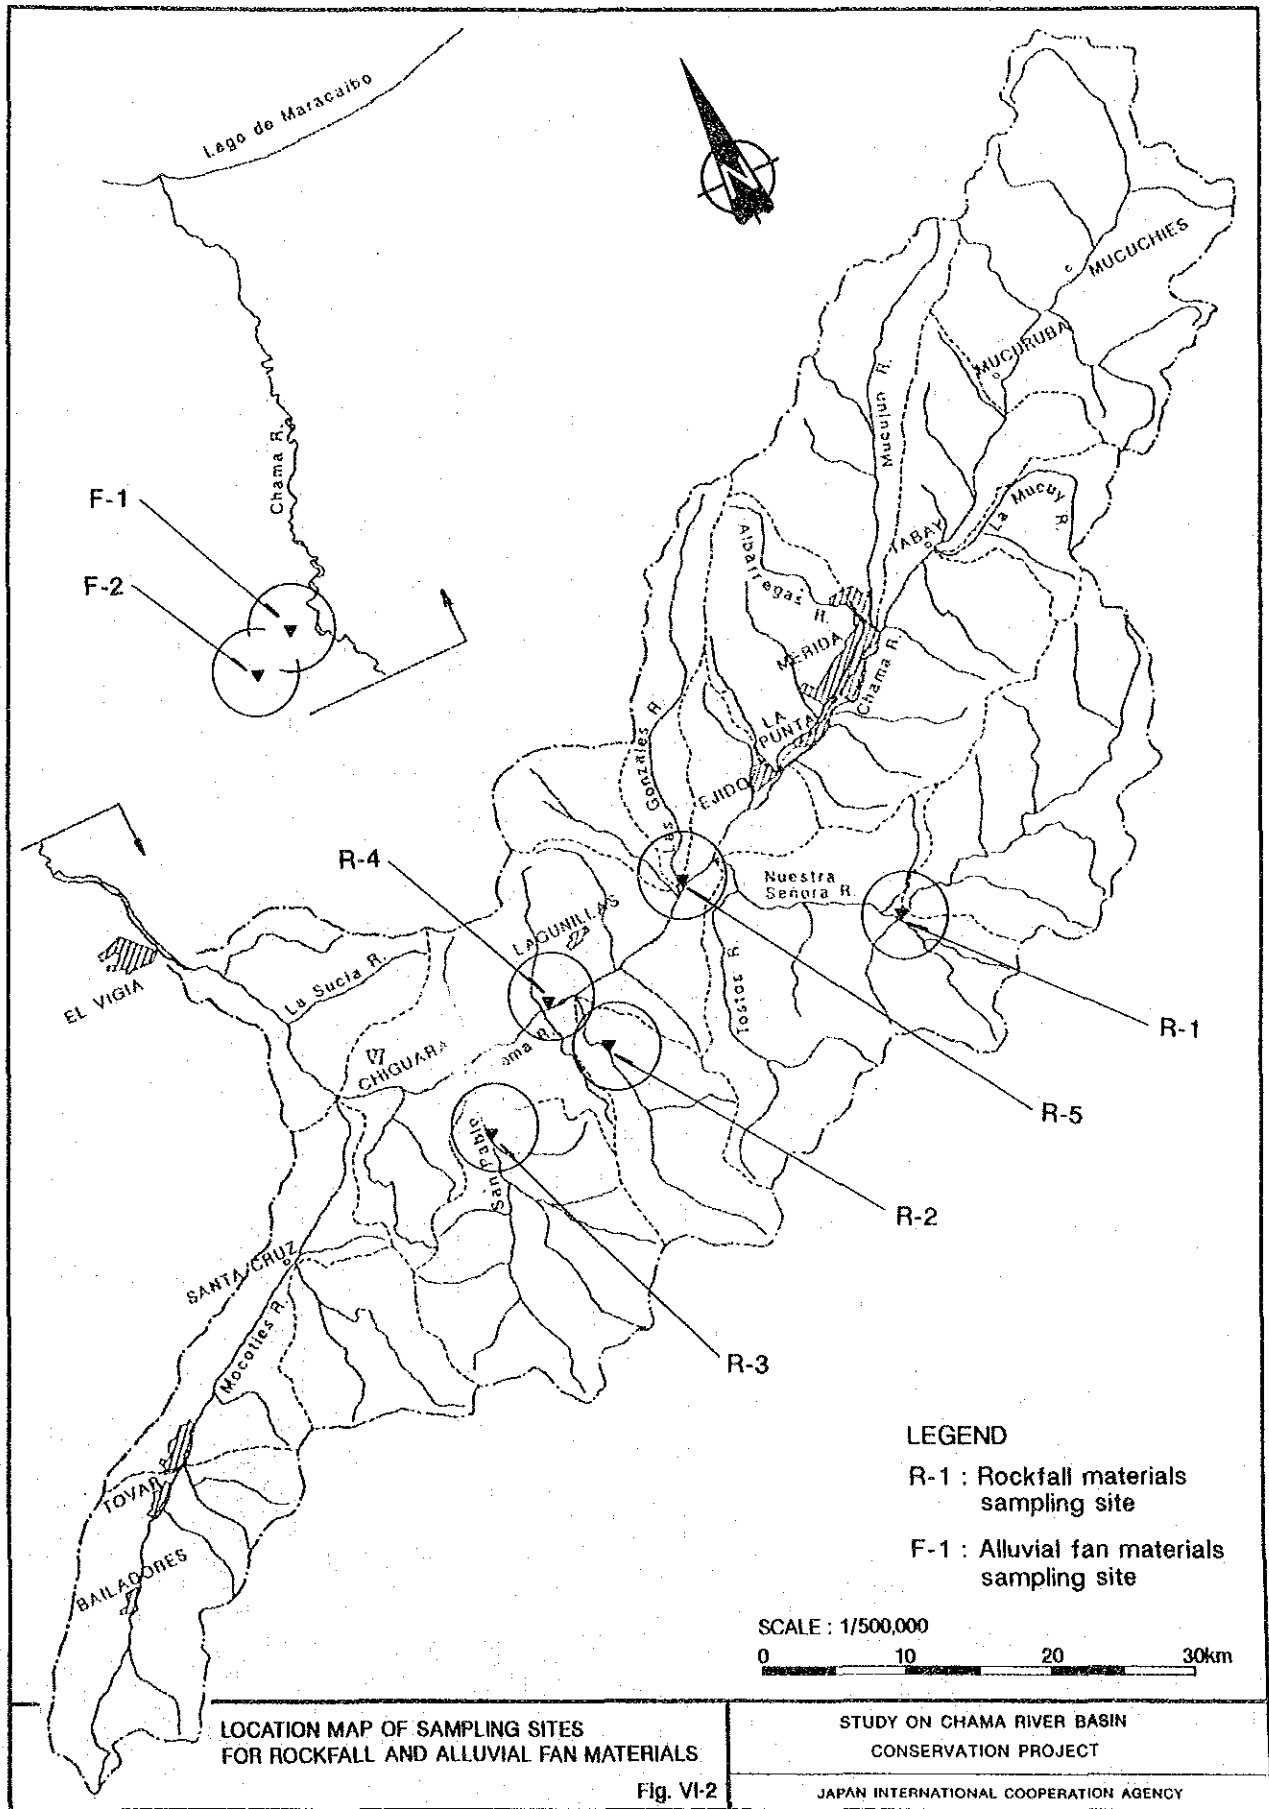 Lago de Maracaibo
N
MUCUCHIES
MUCURUBA
Mucujun R.
Chama R.
F-1
La Mucuy R.
TABAY
Albarregas R.
F-2
MERIDA
Chama R.
LA PUNTA
Las Gonzales R.
EJIDO
R-4
Nuestra
Señora R.
LAGUNILLAS
EL VIGIA
La Sucia R.
R-1
CHIGUARA
ama R.
R-5
San Pablo
R-2
SANTA CRUZ
Mocoties R.
R-3
LEGEND
R-1 : Rockfall materials
sampling site
TOVAR
F-1 : Alluvial fan materials
sampling site
BAILADORES
SCALE : 1/500,000
0 10 20 30km
LOCATION MAP OF SAMPLING SITES
FOR ROCKFALL AND ALLUVIAL FAN MATERIALS
Fig. VI-2
STUDY ON CHAMA RIVER BASIN
CONSERVATION PROJECT
JAPAN INTERNATIONAL COOPERATION AGENCY